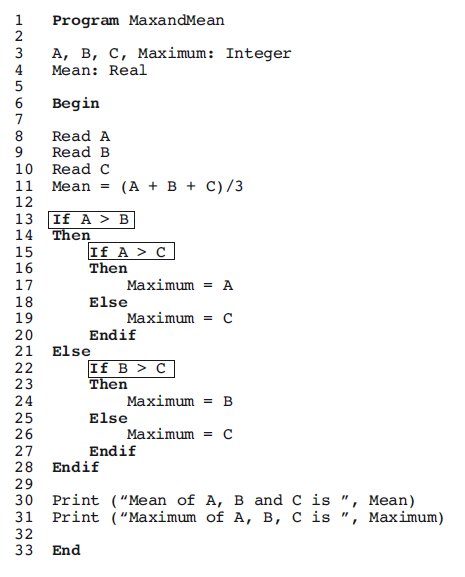 1 Program MaxandMean
2
3 A, B, C, Maximum: Integer
4 Mean: Real
5
6 Begin
7
8 Read A
9 Read B
10 Read C
11 Mean = (A + B + C)/3
12
13 If A > B
14 Then
15 If A > C
16 Then
17 Maximum = A
18 Else
19 Maximum = C
20 Endif
21 Else
22 If B > C
23 Then
24 Maximum = B
25 Else
26 Maximum = C
27 Endif
28 Endif
29
30 Print (“Mean of A, B and C is ”, Mean)
31 Print (“Maximum of A, B, C is ”, Maximum)
32
33 End